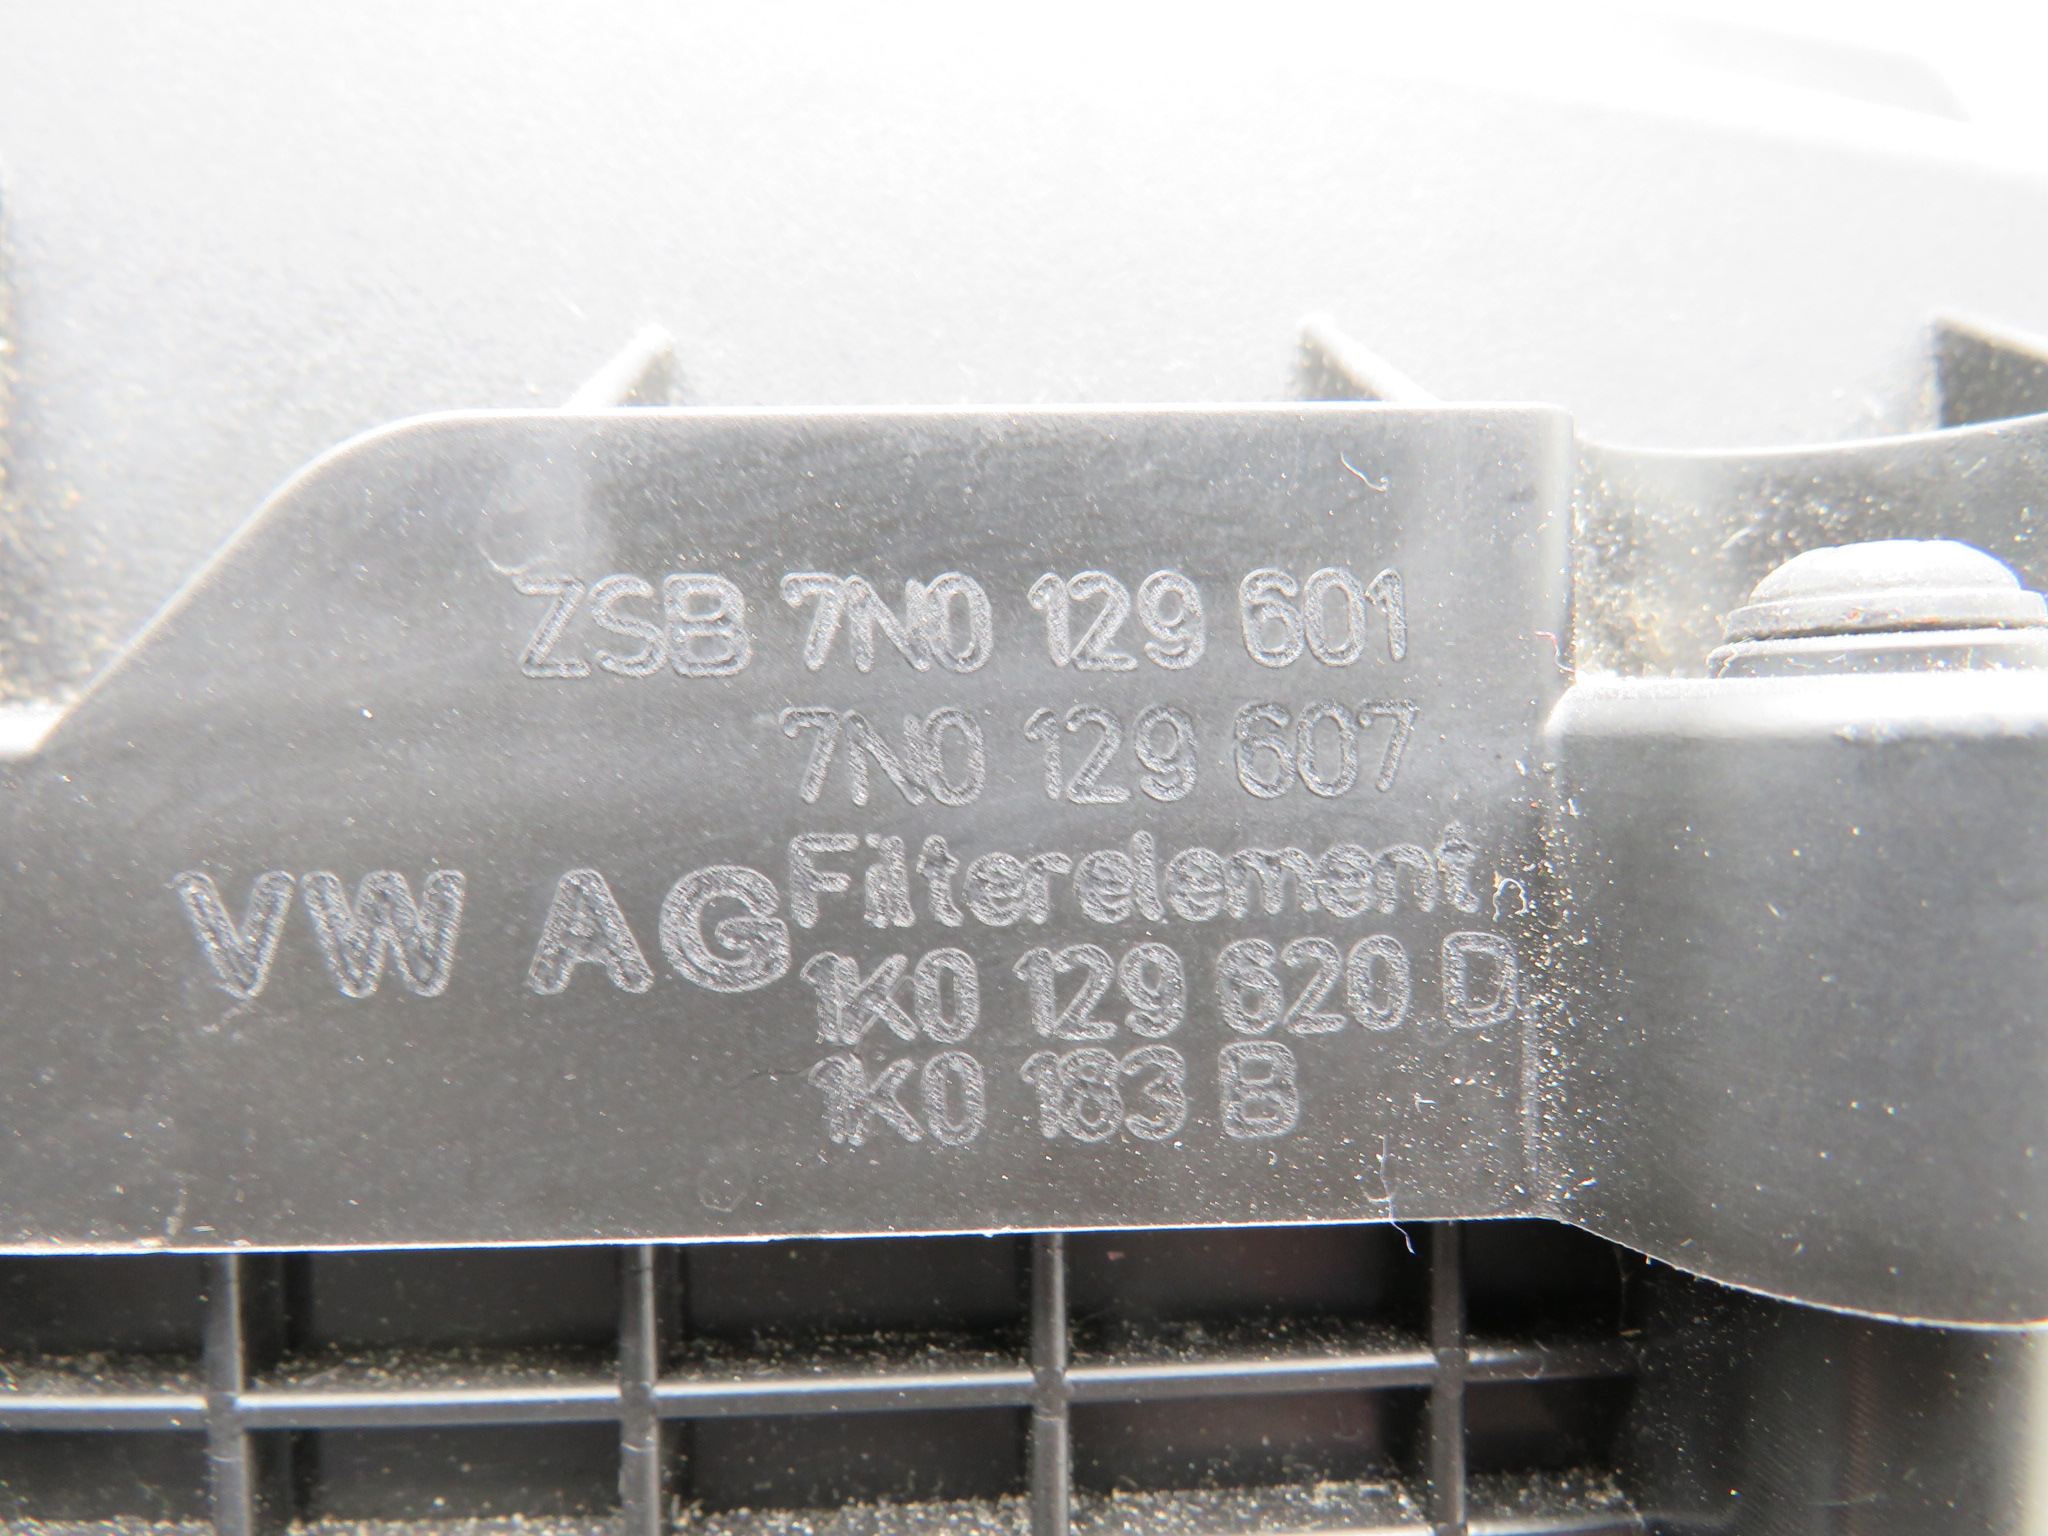 ZSB 7N0 129 601
7N0 129 607
VW AG Filterelement
1K0 129 620 D
1K0 183 B